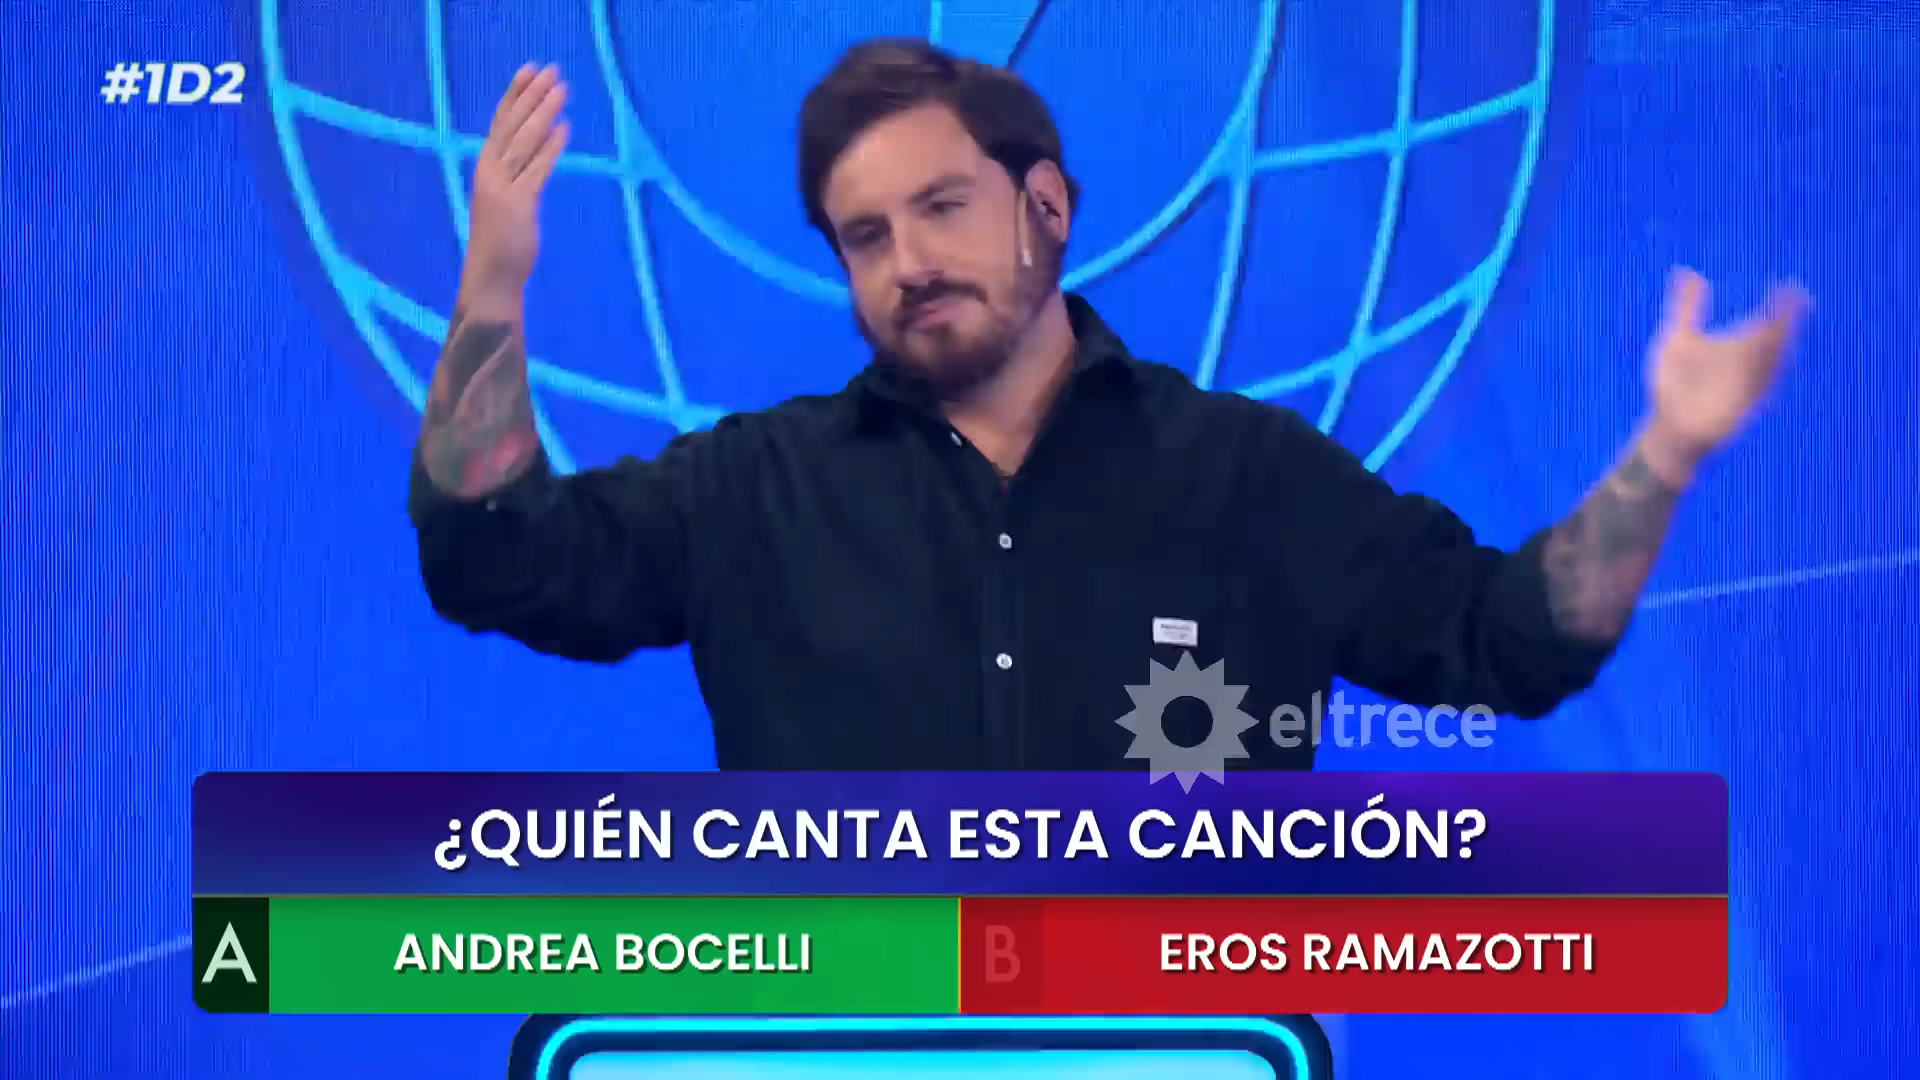 #1D2
eltrece
¿QUIÉN CANTA ESTA CANCIÓN?
A ANDREA BOCELLI
B EROS RAMAZOTTI